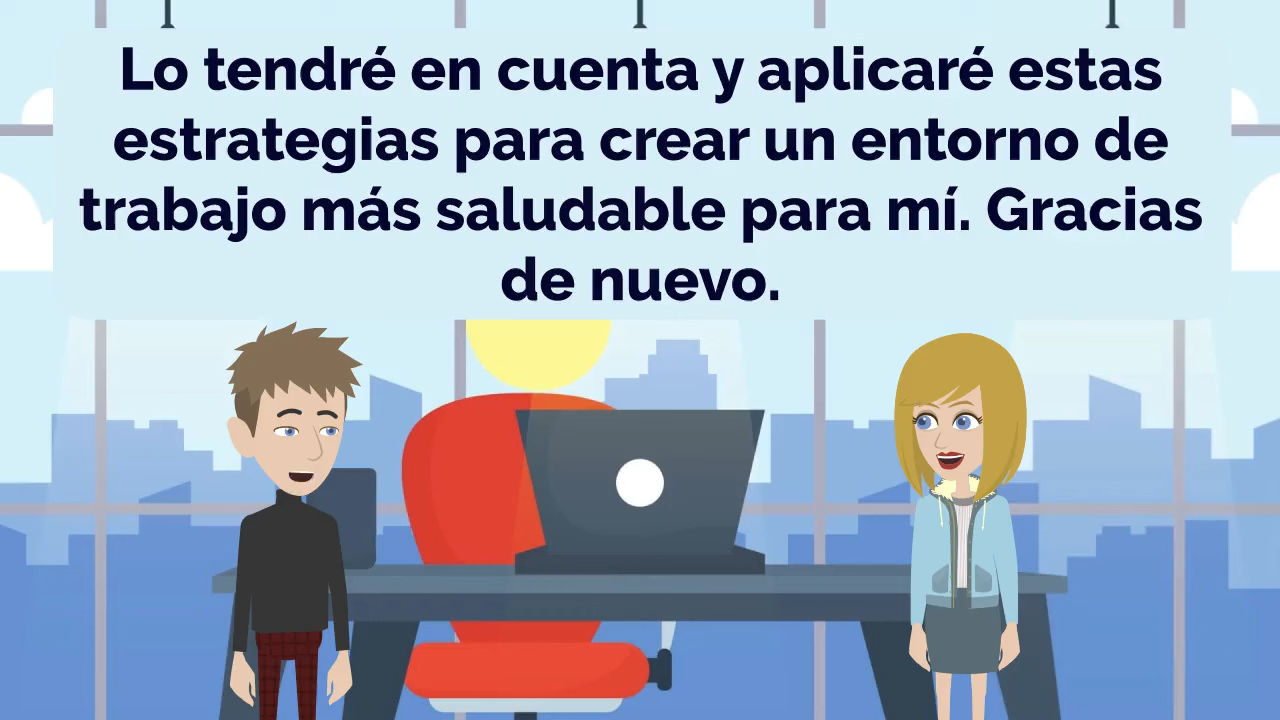 Lo tendré en cuenta y aplicaré estas
estrategias para crear un entorno de
trabajo más saludable para mí. Gracias
de nuevo.